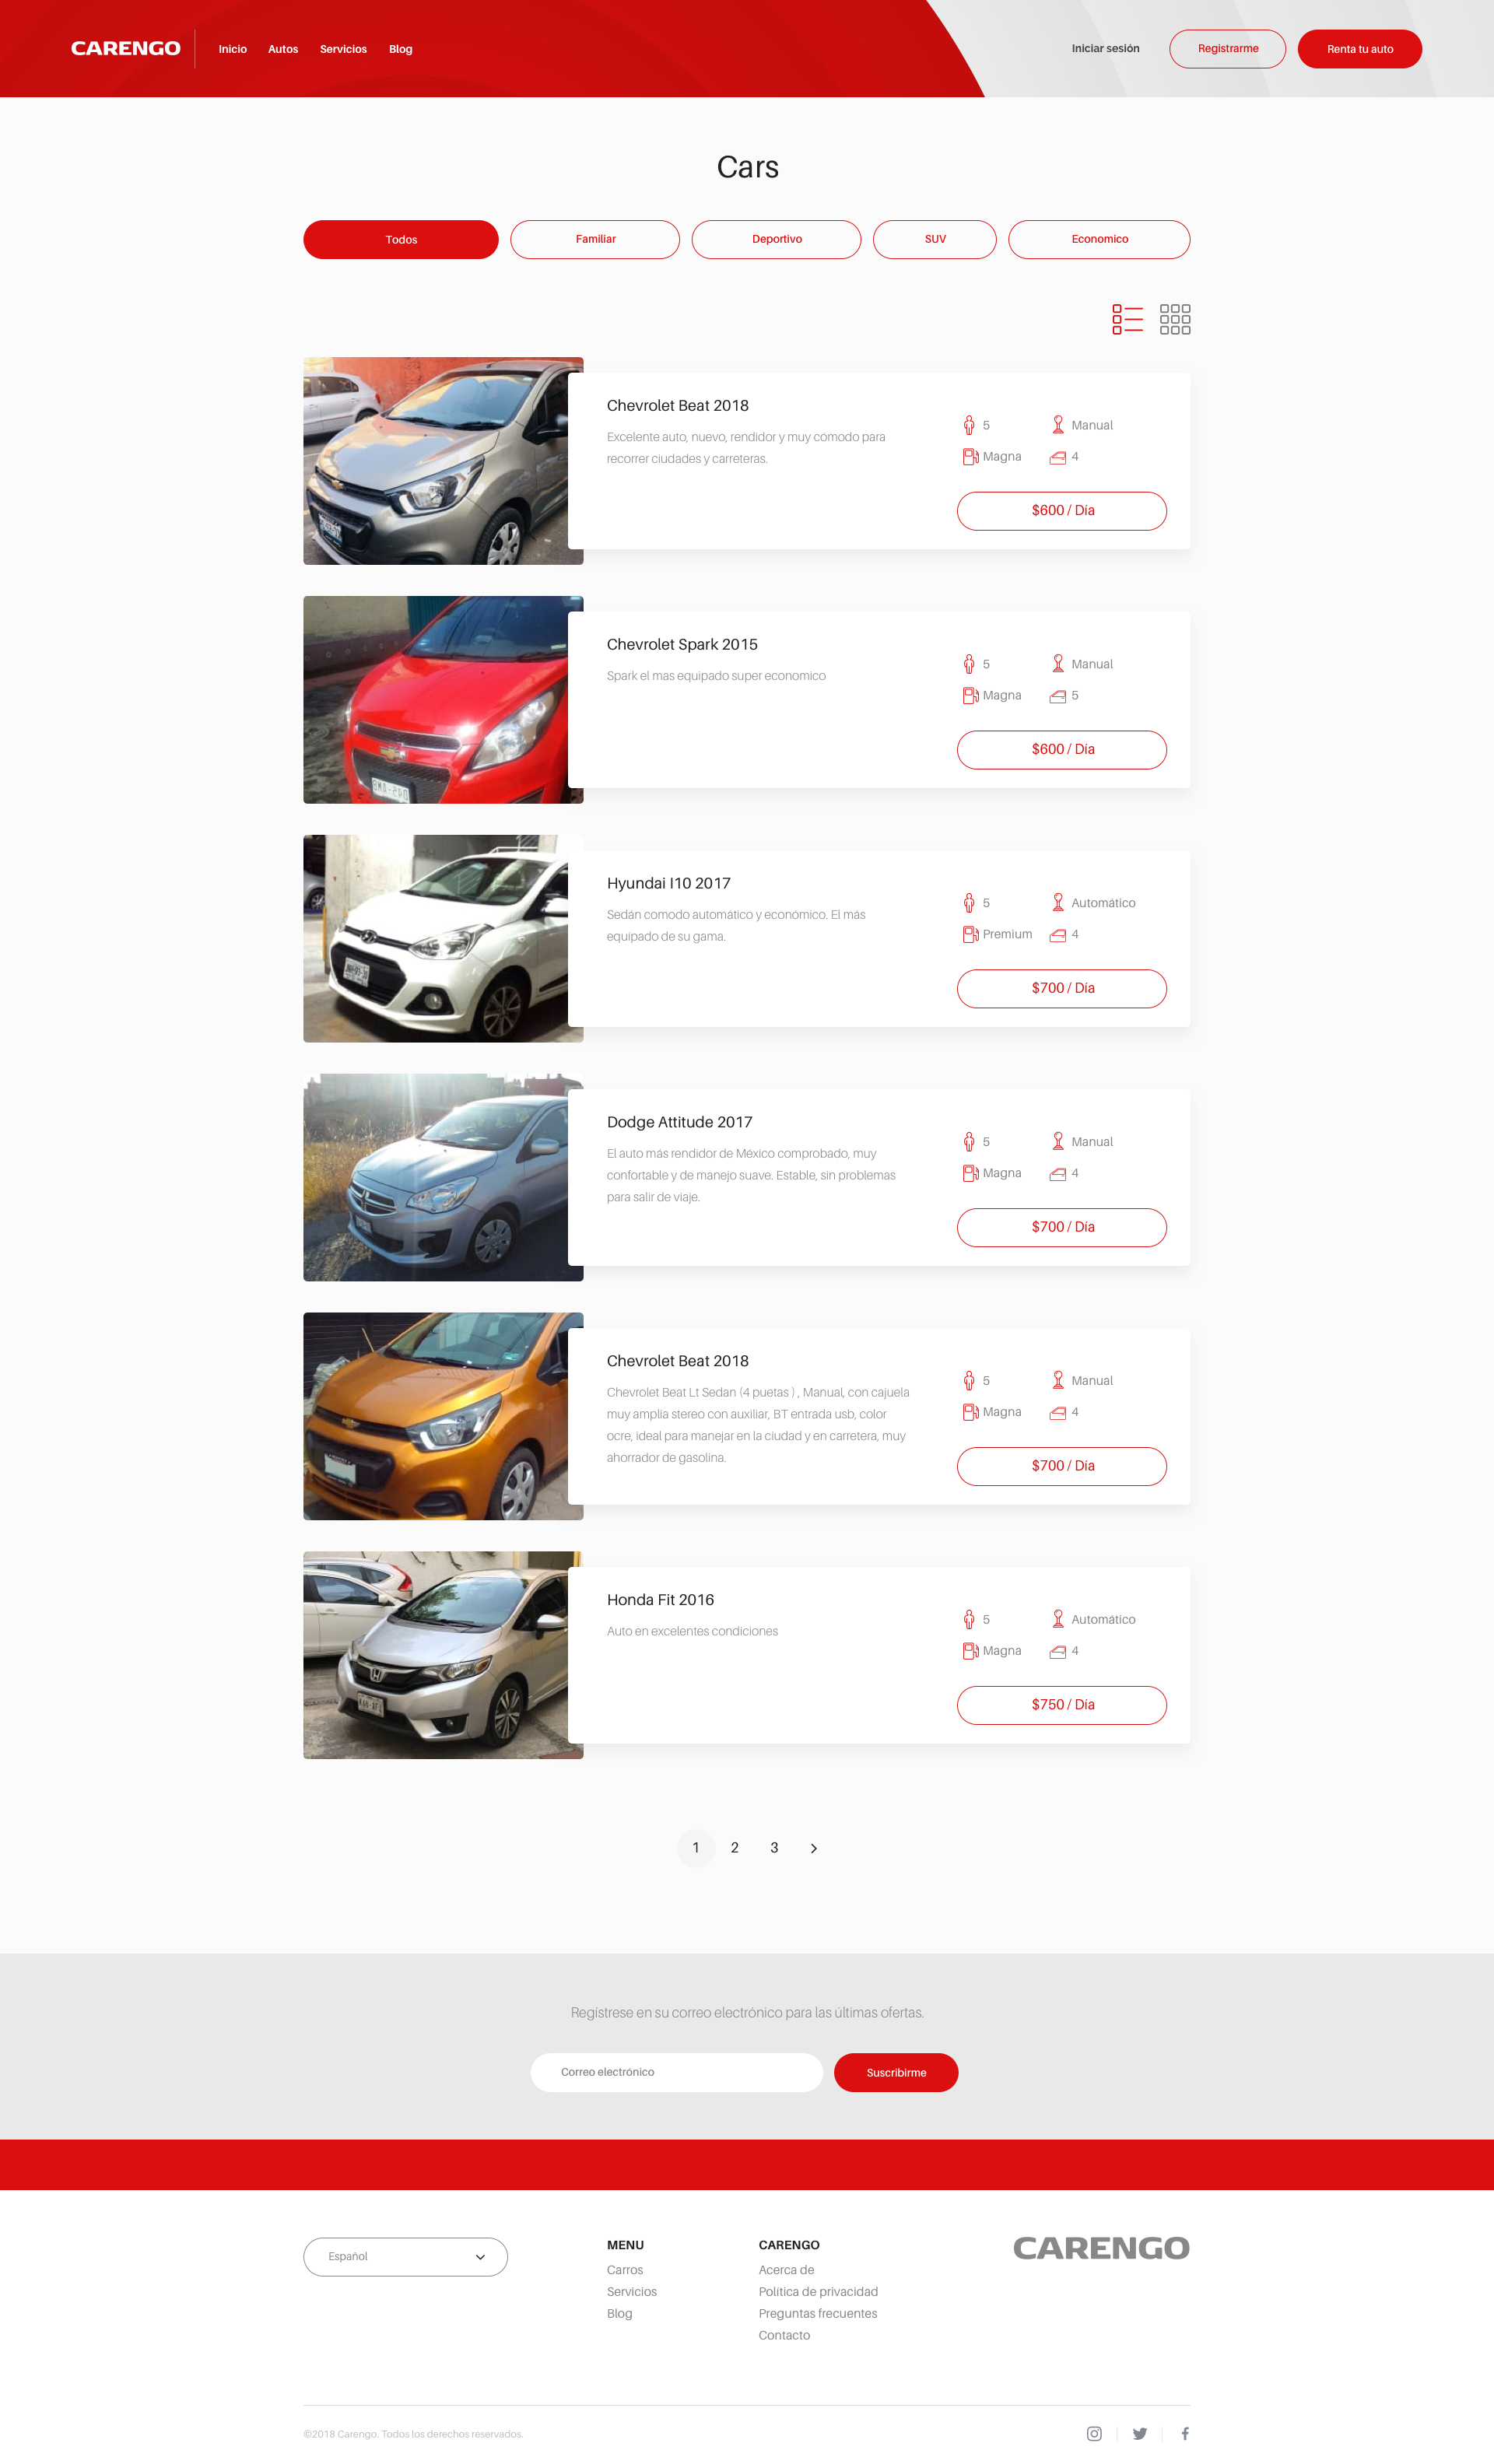 CARENGO
Inicio
Autos
Servicios
Blog
Iniciar sesión
Registrarme
Renta tu auto
Cars
Todos
Familiar
Deportivo
SUV
Economico
Chevrolet Beat 2018
Excelente auto, nuevo, rendidor y muy cómodo para
recorrer ciudades y carreteras.
5
Manual
Magna
4
$600 / Día
Chevrolet Spark 2015
Spark el mas equipado super economico
5
Manual
Magna
5
$600 / Día
Hyundai I10 2017
Sedán comodo automático y económico. El más
equipado de su gama.
5
Automático
Premium
4
$700 / Día
Dodge Attitude 2017
El auto más rendidor de México comprobado, muy
confortable y de manejo suave. Estable, sin problemas
para salir de viaje.
5
Manual
Magna
4
$700 / Día
Chevrolet Beat 2018
Chevrolet Beat Lt Sedan (4 puetas ) , Manual, con cajuela
muy amplia stereo con auxiliar, BT entrada usb, color
ocre, ideal para manejar en la ciudad y en carretera, muy
ahorrador de gasolina.
5
Manual
Magna
4
$700 / Día
Honda Fit 2016
Auto en excelentes condiciones
5
Automático
Magna
4
$750 / Día
1
2
3
Regístrese en su correo electrónico para las últimas ofertas.
Correo electrónico
Suscribirme
Español
MENU
Carros
Servicios
Blog
CARENGO
Acerca de
Política de privacidad
Preguntas frecuentes
Contacto
CARENGO
©2018 Carengo. Todos los derechos reservados.